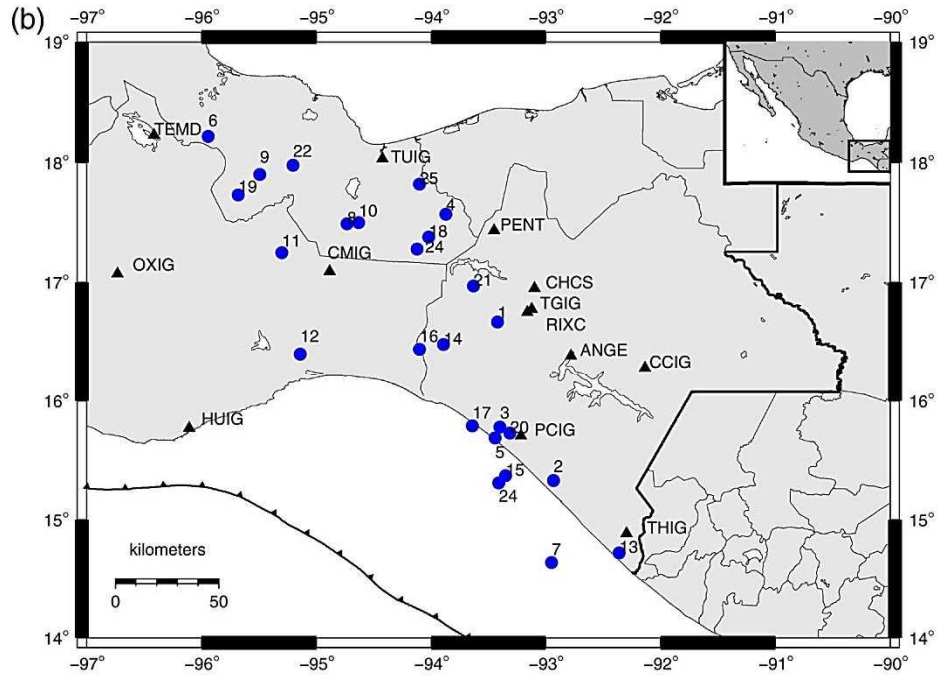 (b)
−97° −96° −95° −94° −93° −92° −91° −90°
19° 19°
TEMD 6
9 22 TUIG
18° 18°
19 25
8 10 4 PENT
18
24
11 CMIG
OXIG
17° 21 CHCS 17°
TGIG
1 RIXC
12 16 14 ANGE CCIG
16° 16°
HUIG 17 3 20 PCIG
5
15 2
24
15° THIG 15°
kilometers 7 13
0 50
14° 14°
−97° −96° −95° −94° −93° −92° −91° −90°